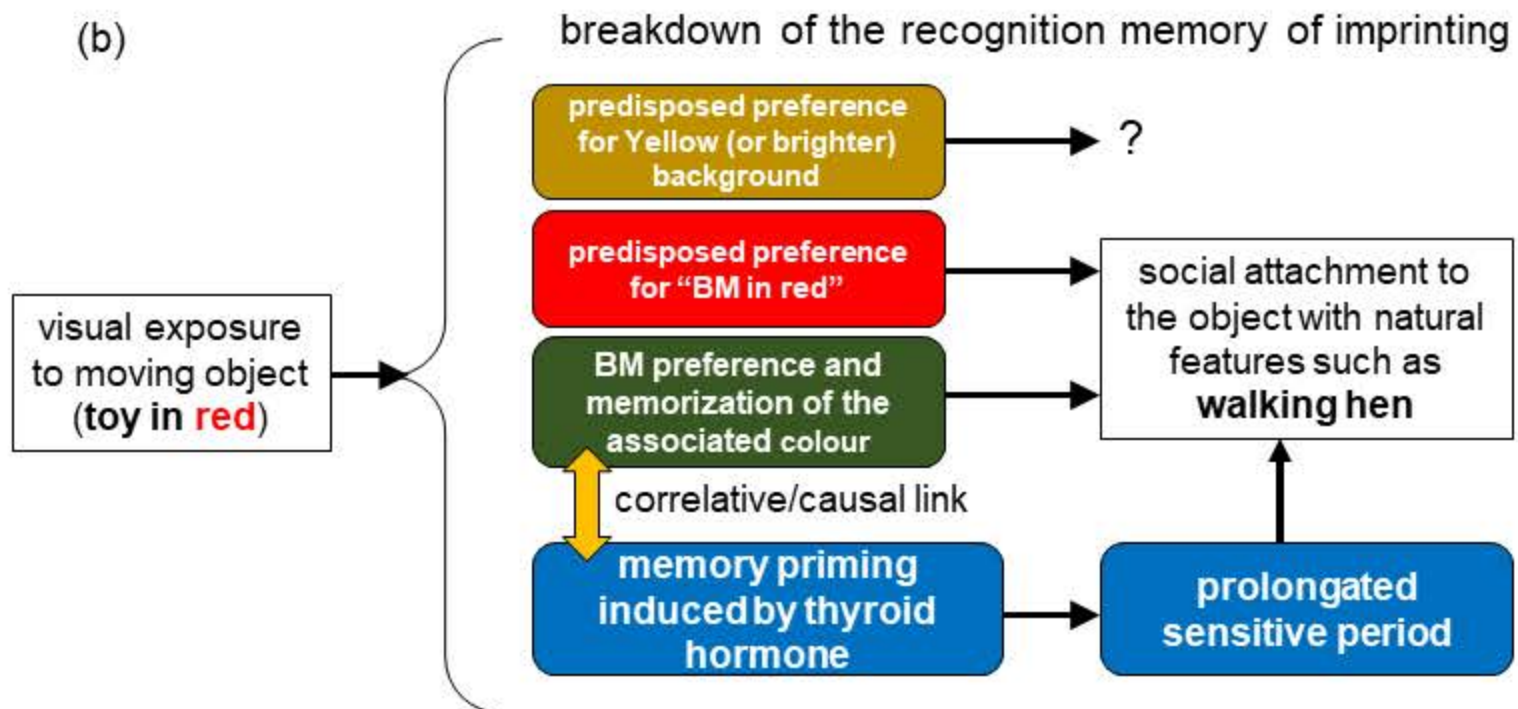 (b)
breakdown of the recognition memory of imprinting
predisposed preference
for Yellow (or brighter)
background
?
predisposed preference
for “BM in red”
visual exposure
to moving object
(toy in red)
BM preference and
memorization of the
associated colour
social attachment to
the object with natural
features such as
walking hen
correlative/causal link
memory priming
induced by thyroid
hormone
prolongated
sensitive period